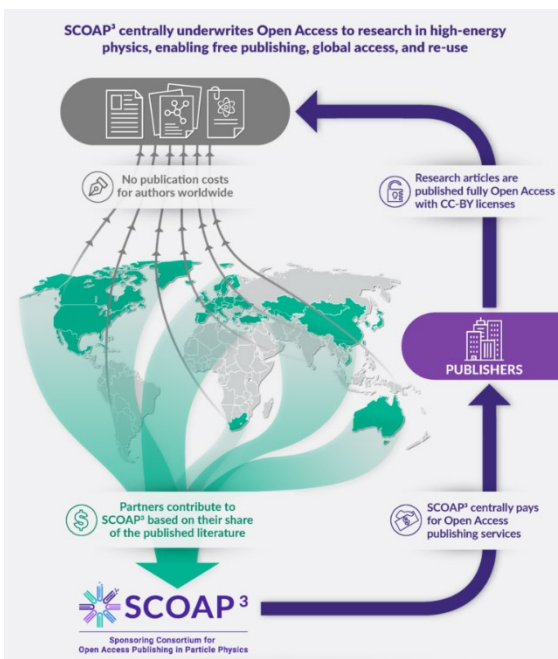 SCOAP³ centrally underwrites Open Access to research in high-energy
physics, enabling free publishing, global access, and re-use
No publication costs
for authors worldwide
Research articles are
published fully Open Access
with CC-BY licenses
PUBLISHERS
Partners contribute to
SCOAP³ based on their share
of the published literature
SCOAP³ centrally pays
for Open Access
publishing services
SCOAP³
Sponsoring Consortium for
Open Access Publishing in Particle Physics